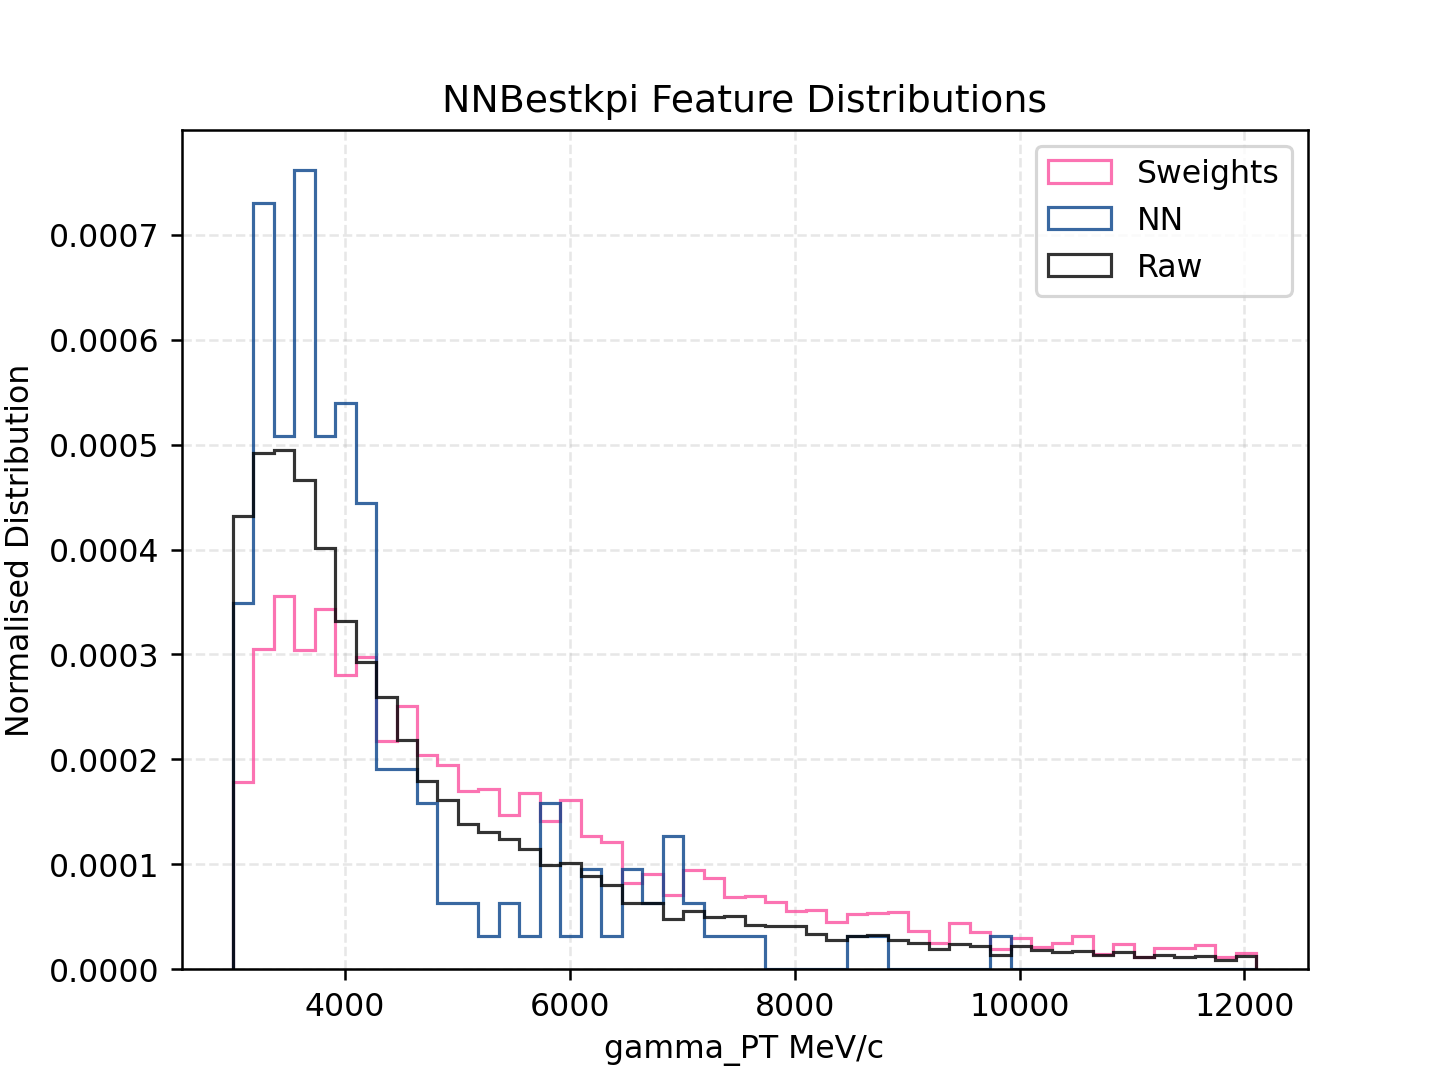 NNBestkpi Feature Distributions
Sweights
NN
Raw
Normalised Distribution
0.0007
0.0006
0.0005
0.0004
0.0003
0.0002
0.0001
0.0000
4000 6000 8000 10000 12000
gamma_PT MeV/c